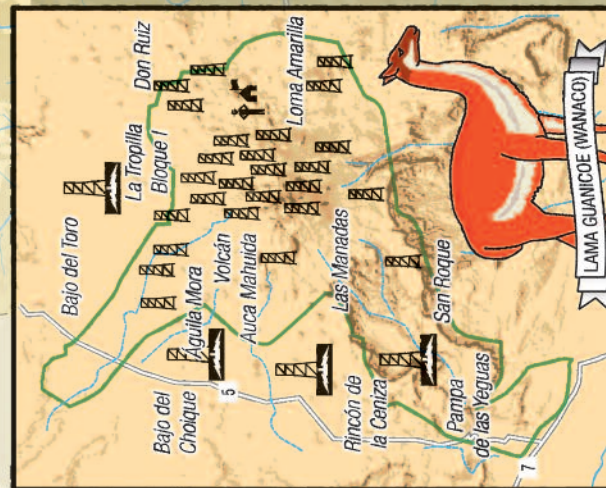 Bajo del Toro
La Tropilla
Bloque I
Don Ruiz
Bajo del
Choique
Aguila Mora
Volcán
Auca Mahuida
Loma Amarilla
5
Rincón de
la Ceniza
Las Manadas
Pampa
de las Yeguas
San Roque
7
LAMA GUANICOE (WANACO)